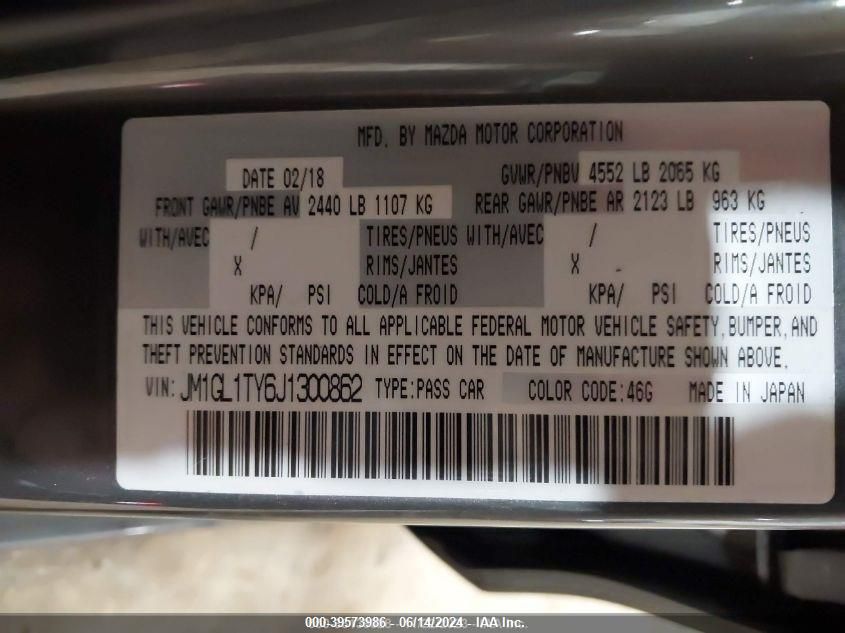 MFD. BY MAZDA MOTOR CORPORATION
DATE 02/18 GVWR/PNBV 4552 LB 2065 KG
FRONT GAWR/PNBE AV 2440 LB 1107 KG REAR GAWR/PNBE AR 2123 LB 963 KG
WITH/AVEC / TIRES/PNEUS WITH/AVEC / TIRES/PNEUS
X RIMS/JANTES X - RIMS/JANTES
KPA/ PSI COLD/A FROID KPA/ PSI COLD/A FROID
THIS VEHICLE CONFORMS TO ALL APPLICABLE FEDERAL MOTOR VEHICLE SAFETY, BUMPER, AND
THEFT PREVENTION STANDARDS IN EFFECT ON THE DATE OF MANUFACTURE SHOWN ABOVE.
VIN: JM1GL1TY6J1300862 TYPE:PASS CAR COLOR CODE:46G MADE IN JAPAN
000-39573986 - 06/14/2024 - IAA Inc.